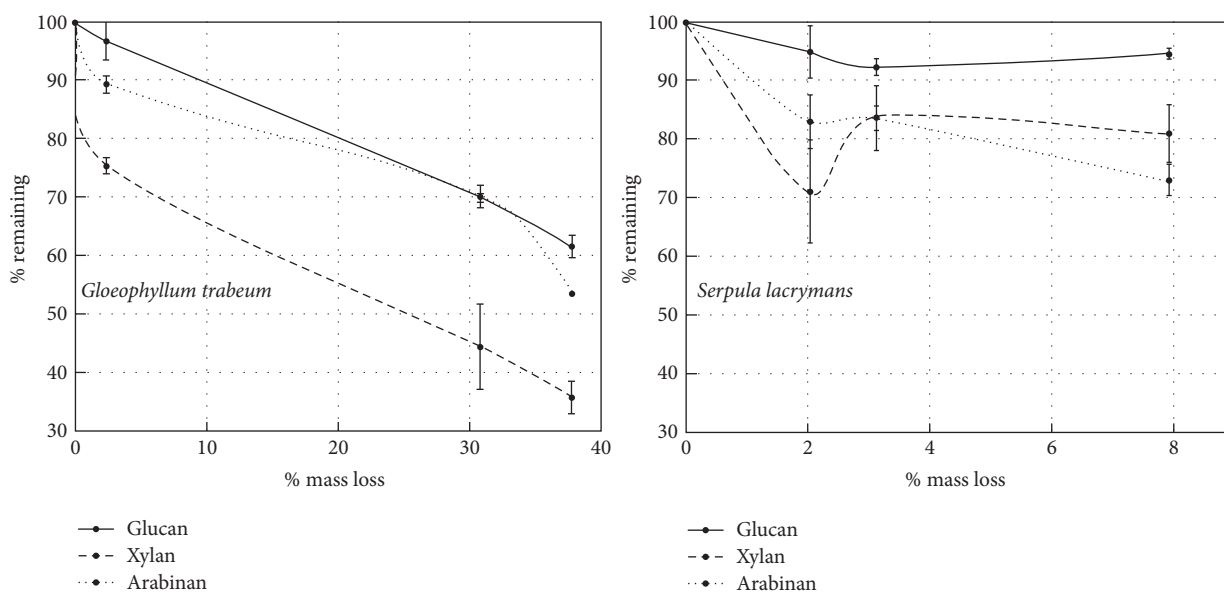 100
90
80
70
60
50
40
30
% remaining
Gloeophyllum trabeum
0
10
20
30
40
% mass loss
Glucan
Xylan
Arabinan
100
90
80
70
60
50
40
30
% remaining
Serpula lacrymans
0
2
4
6
8
% mass loss
Glucan
Xylan
Arabinan